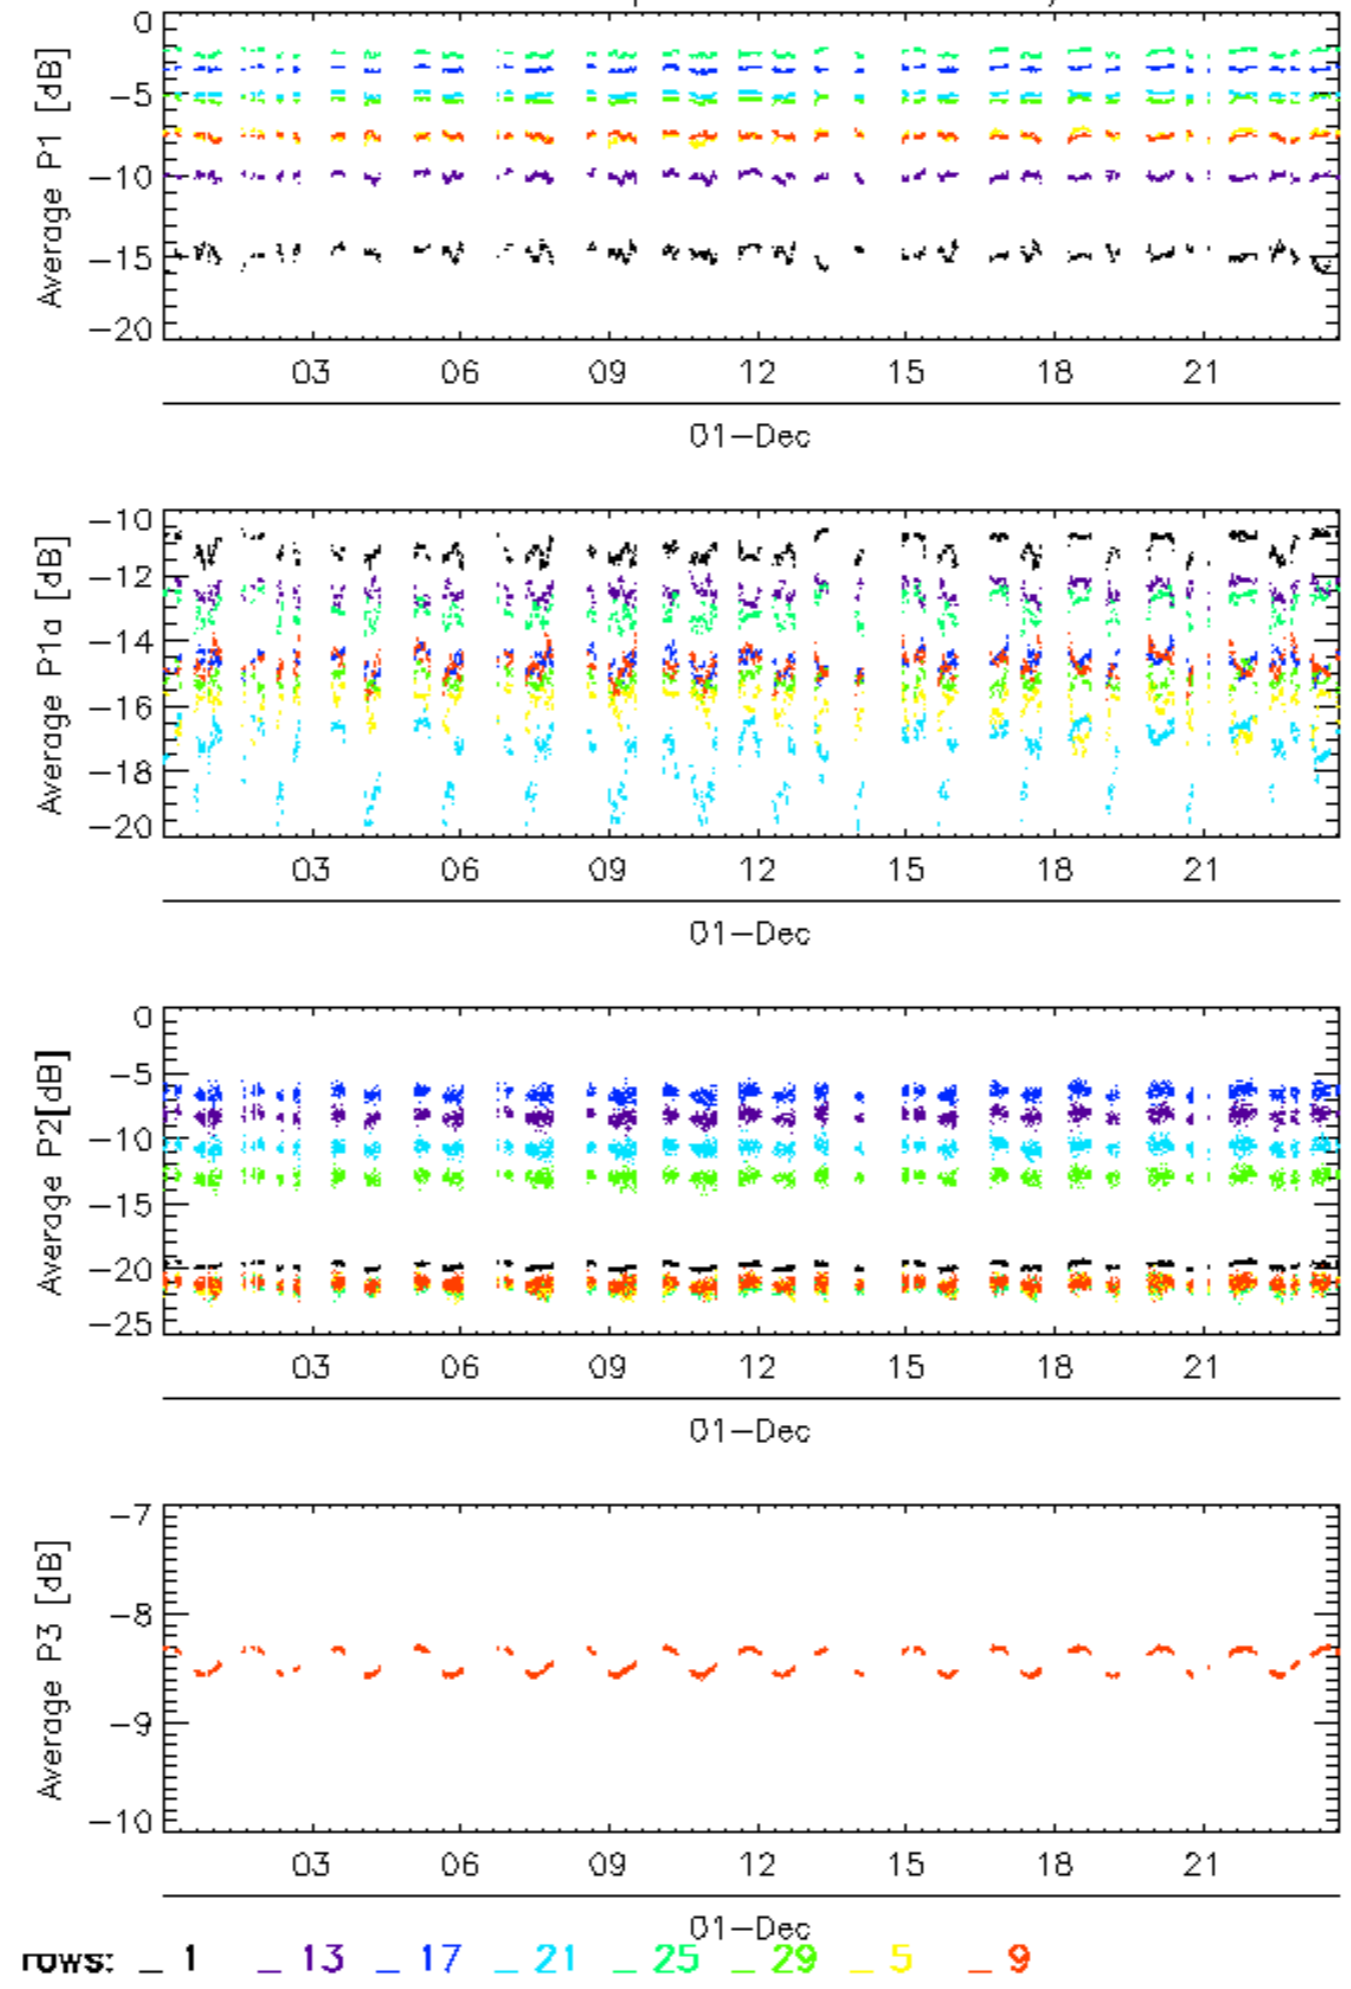 0
−5
−10
−15
−20
Average P1 [dB]
03 06 09 12 15 18 21
01−Dec
−10
−12
−14
−16
−18
−20
Average P1a [dB]
03 06 09 12 15 18 21
01−Dec
0
−5
−10
−15
−20
−25
Average P2[dB]
03 06 09 12 15 18 21
01−Dec
−7
−8
−9
−10
Average P3 [dB]
03 06 09 12 15 18 21
01−Dec
rows: _ 1 _ 13 _ 17 _ 21 _ 25 _ 29 _ 5 _ 9